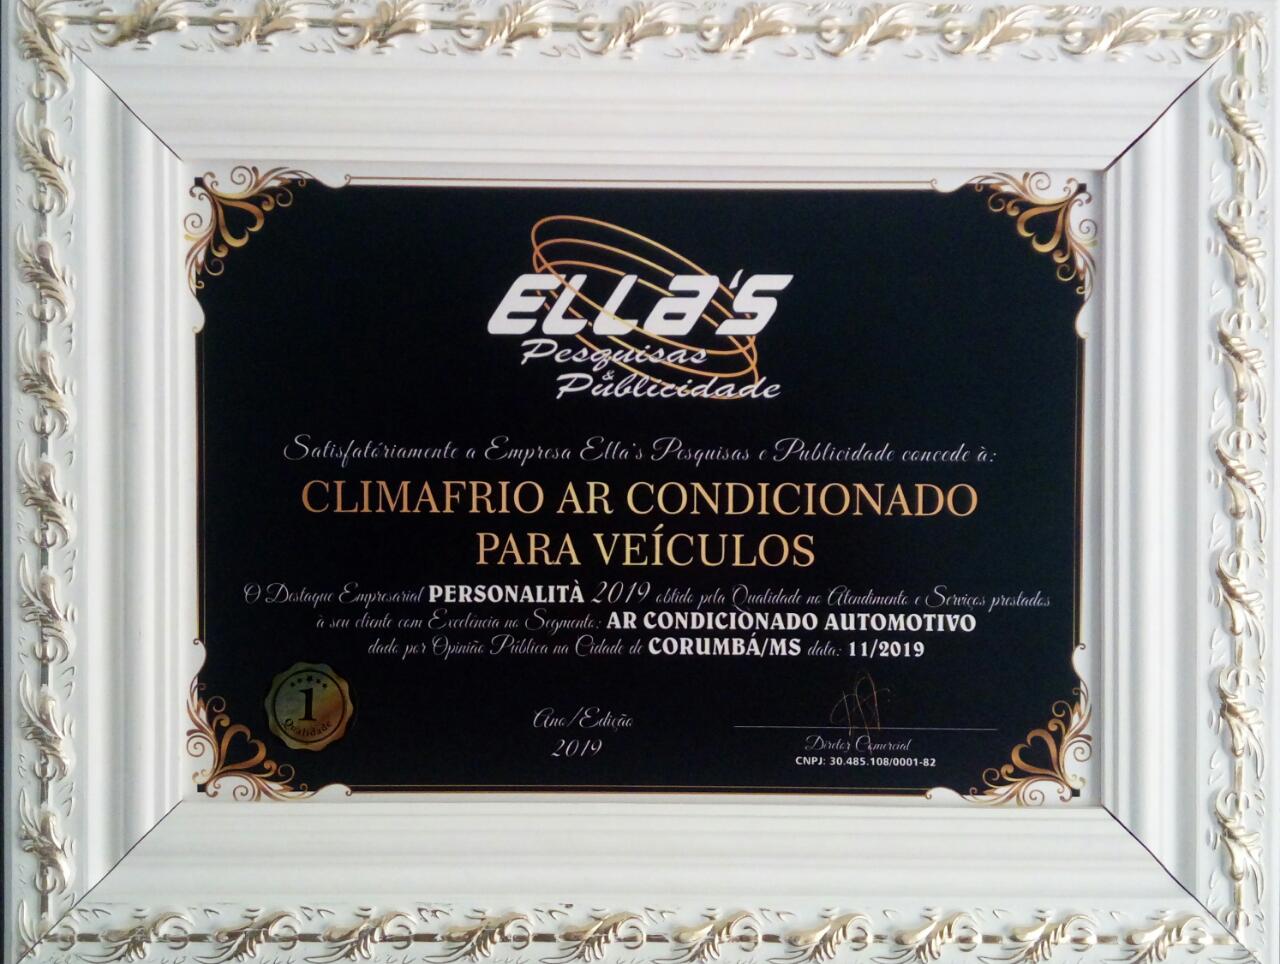 ELLA'S
Pesquisas
&
Publicidade
Satisfatóriamente a Empresa Ella's Pesquisas e Publicidade concede à:
CLIMAFRIO AR CONDICIONADO
PARA VEÍCULOS
O Destaque Empresarial PERSONALITÀ 2019 obtido pela Qualidade no Atendimento e Serviços prestados
à seu cliente com Excelência no Segmento: AR CONDICIONADO AUTOMOTIVO
dado por Opinião Pública na Cidade de CORUMBÁ/MS data: 11/2019
1
Qualidade
Ano/Edição
2019
Diretor Comercial
CNPJ: 30.485.108/0001-82